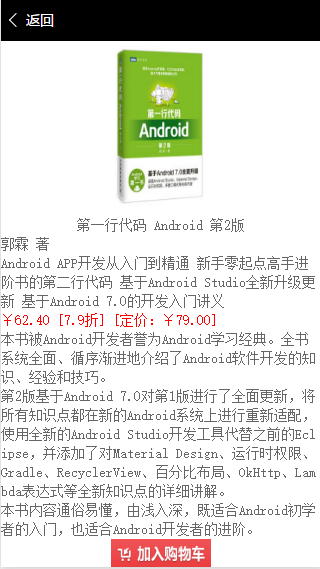 返回
第一行代码
Android
第2版
基于Android 7.0全面升级
第一行代码 Android 第2版
郭霖 著
Android APP开发从入门到精通 新手零起点高手进
阶书的第二行代码 基于Android Studio全新升级更
新 基于Android 7.0的开发入门讲义
￥62.40 [7.9折] [定价：￥79.00]
本书被Android开发者誉为Android学习经典。全书
系统全面、循序渐进地介绍了Android软件开发的知
识、经验和技巧。
第2版基于Android 7.0对第1版进行了全面更新，将
所有知识点都在新的Android系统上进行重新适配，
使用全新的Android Studio开发工具代替之前的Ecl
ipse，并添加了对Material Design、运行时权限、
Gradle、RecyclerView、百分比布局、OkHttp、Lam
bda表达式等全新知识点的详细讲解。
本书内容通俗易懂，由浅入深，既适合Android初学
者的入门，也适合Android开发者的进阶。
加入购物车